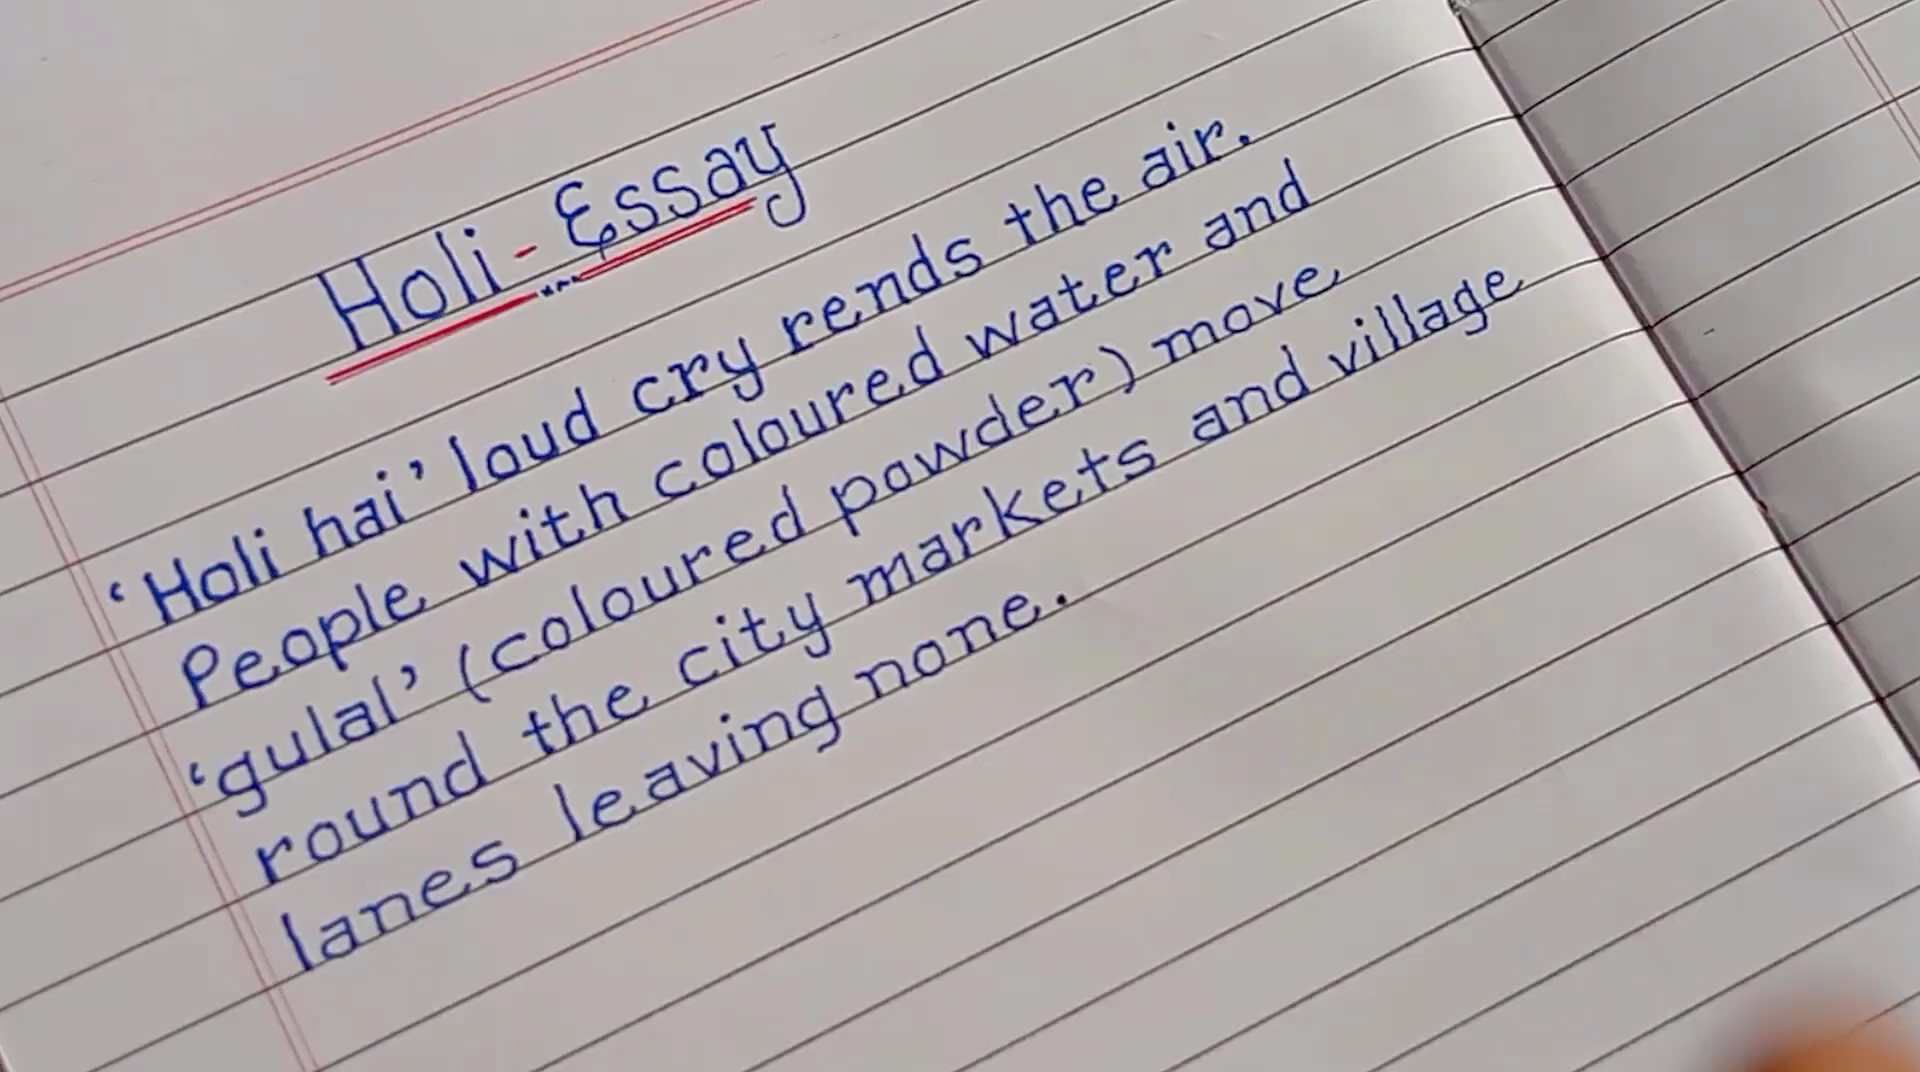 Holi - Essay
‘Holi hai’ loud cry rends the air.
People with coloured water and
‘gulal’ (coloured powder) move
round the city markets and village
lanes leaving none.